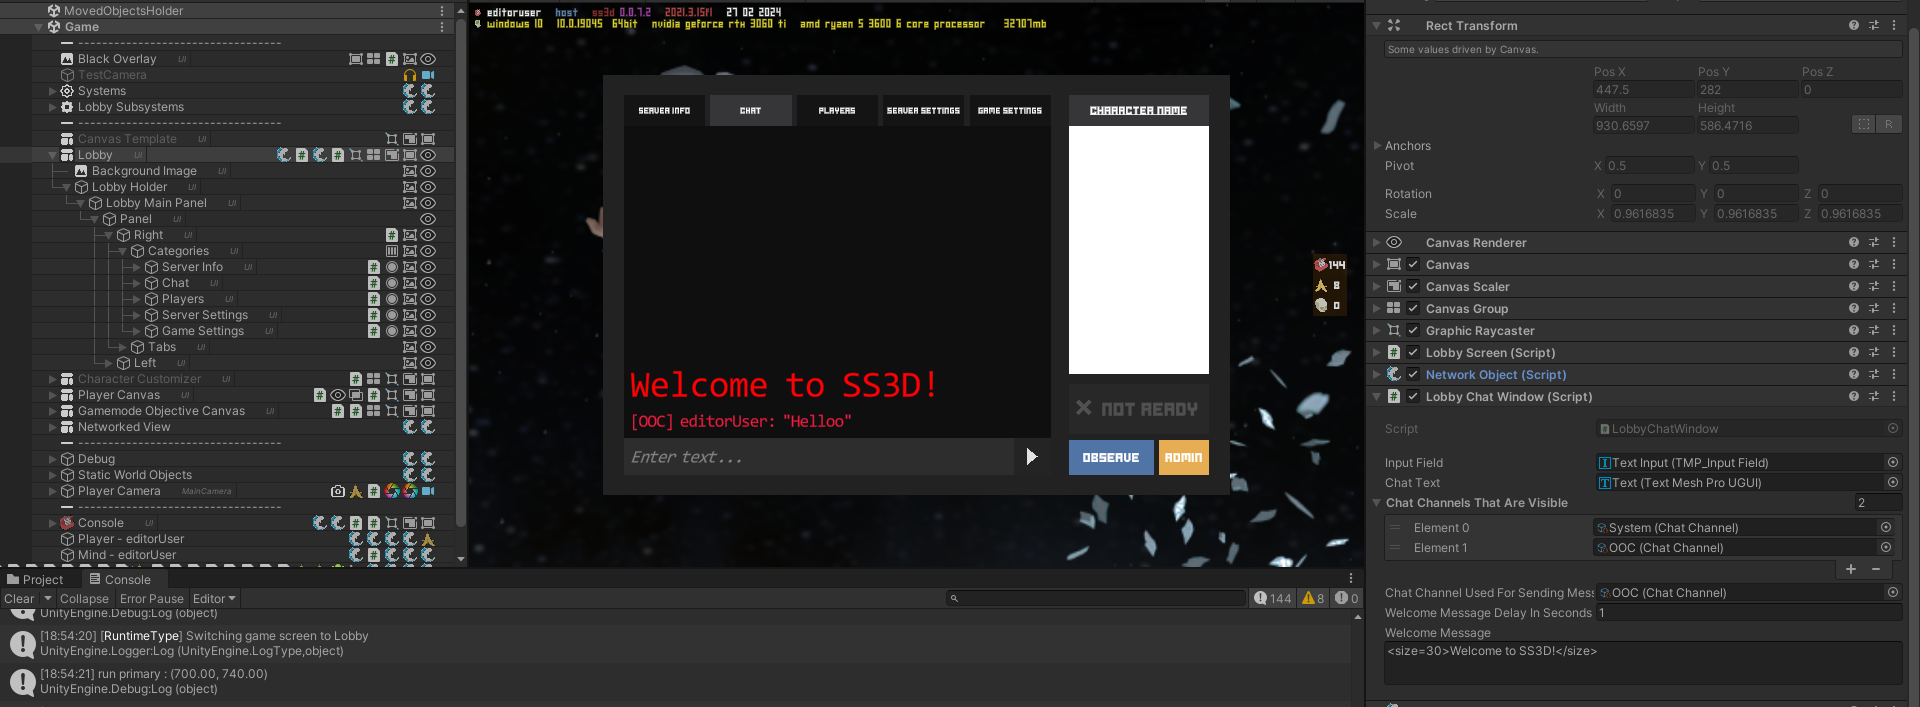 MovedObjectsHolder
Game
Black Overlay UI
TestCamera
Systems
Lobby Subsystems
Canvas Template UI
Lobby UI
Background Image UI
Lobby Holder UI
Lobby Main Panel UI
Panel UI
Right UI
Categories UI
Server Info UI
Chat UI
Players UI
Server Settings UI
Game Settings UI
Tabs UI
Left UI
Character Customizer UI
Player Canvas UI
Gamemode Objective Canvas UI
Networked View
Debug
Static World Objects
Player Camera MainCamera
Console UI
Player - editorUser
Mind - editorUser
editoruser host ss3d 0.0.7.2 2021.3.15f1 27 02 2024
windows 10 10.0.19045 64bit nvidia geforce rtx 3060 ti amd ryzen 5 3600 6 core processor 32707mb
SERVER INFO
CHAT
PLAYERS
SERVER SETTINGS
GAME SETTINGS
CHARACTER NAME
144
8
0
Welcome to SS3D!
[OOC] editorUser: "Helloo"
Enter text...
NOT READY
OBSERVE
ADMIN
Project
Console
Clear
Collapse
Error Pause
Editor
144
8
0
UnityEngine.Debug:Log (object)
[18:54:20] [RuntimeType] Switching game screen to Lobby
UnityEngine.Logger:Log (UnityEngine.LogType,object)
[18:54:21] run primary : (700.00, 740.00)
UnityEngine.Debug:Log (object)
Rect Transform
Some values driven by Canvas.
Pos X Pos Y Pos Z
447.5 282 0
Width Height
930.6597 586.4716
R
Anchors
Pivot X 0.5 Y 0.5
Rotation X 0 Y 0 Z 0
Scale X 0.9616835 Y 0.9616835 Z 0.9616835
Canvas Renderer
Canvas
Canvas Scaler
Canvas Group
Graphic Raycaster
Lobby Screen (Script)
Network Object (Script)
Lobby Chat Window (Script)
Script LobbyChatWindow
Input Field Text Input (TMP_Input Field)
Chat Text Text (Text Mesh Pro UGUI)
Chat Channels That Are Visible 2
Element 0 System (Chat Channel)
Element 1 OOC (Chat Channel)
+ −
Chat Channel Used For Sending Mess OOC (Chat Channel)
Welcome Message Delay In Seconds 1
Welcome Message
<size=30>Welcome to SS3D!</size>